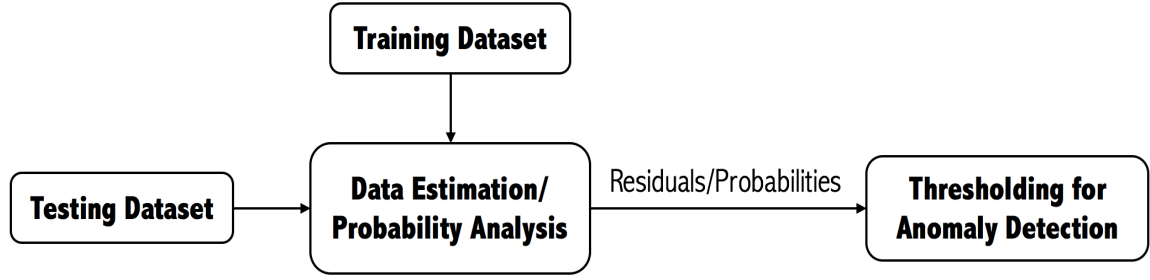 Training Dataset
Testing Dataset
Data Estimation/
Probability Analysis
Residuals/Probabilities
Thresholding for
Anomaly Detection